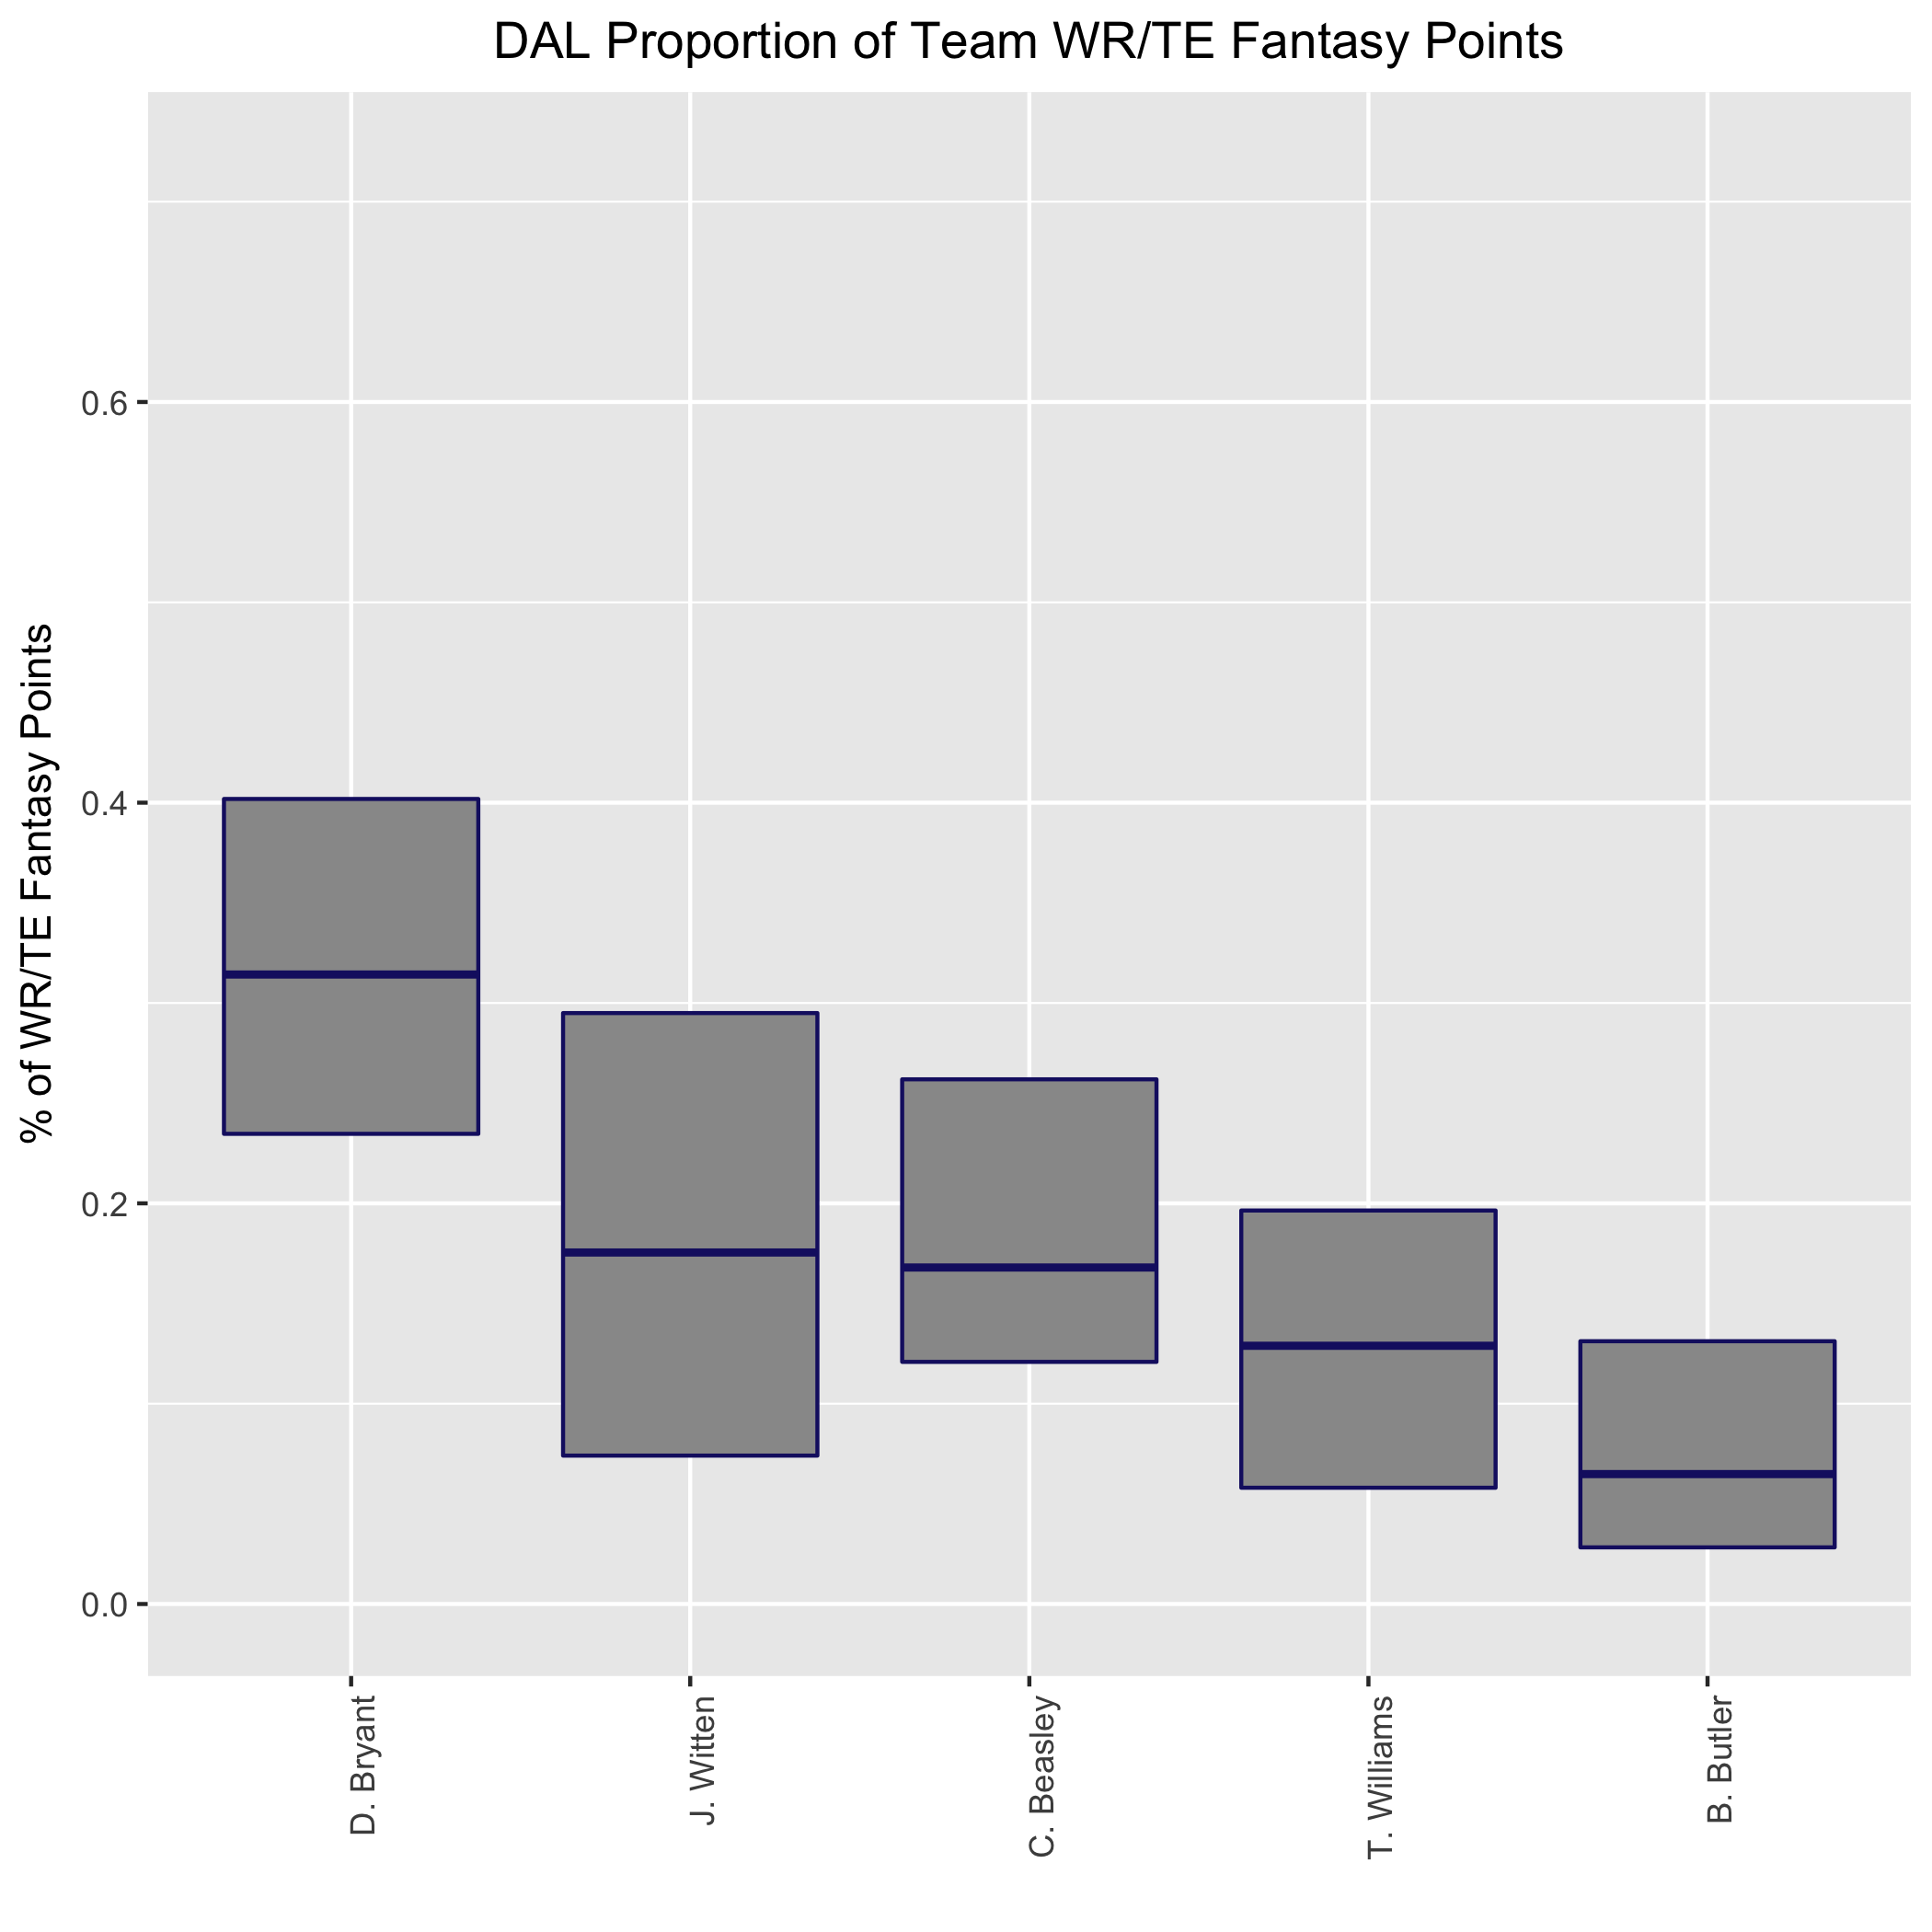 DAL Proportion of Team WR/TE Fantasy Points
% of WR/TE Fantasy Points
0.6
0.4
0.2
0.0
D. Bryant
J. Witten
C. Beasley
T. Williams
B. Butler